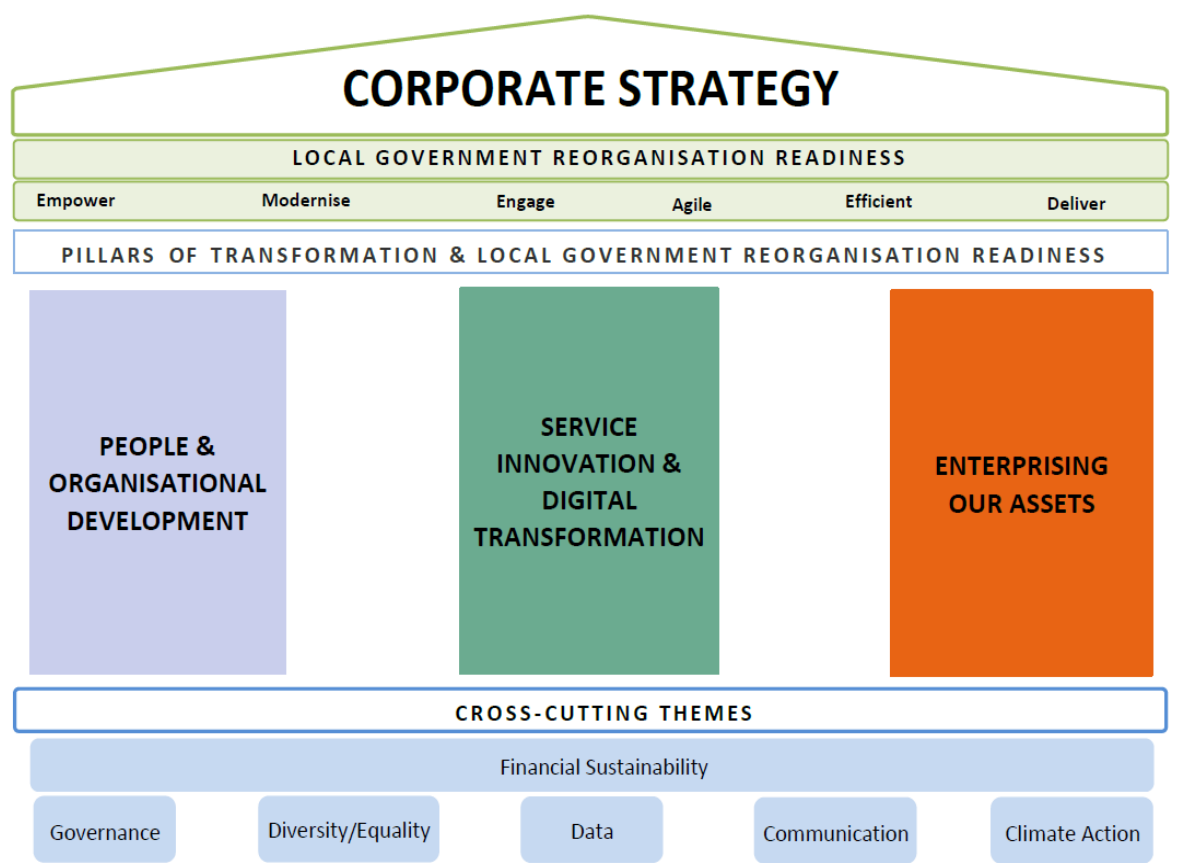 CORPORATE STRATEGY
LOCAL GOVERNMENT REORGANISATION READINESS
Empower Modernise Engage Agile Efficient Deliver
PILLARS OF TRANSFORMATION & LOCAL GOVERNMENT REORGANISATION READINESS
PEOPLE &
ORGANISATIONAL
DEVELOPMENT
SERVICE
INNOVATION &
DIGITAL
TRANSFORMATION
ENTERPRISING
OUR ASSETS
CROSS-CUTTING THEMES
Financial Sustainability
Governance Diversity/Equality Data Communication Climate Action